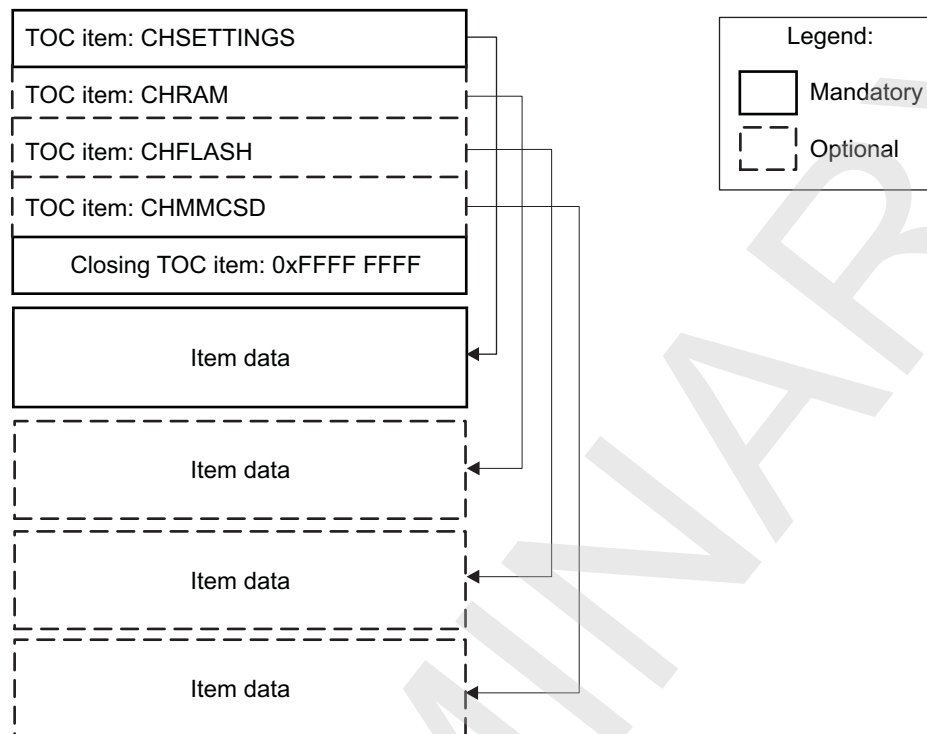 TOC item: CHSETTINGS
TOC item: CHRAM
TOC item: CHFLASH
TOC item: CHMMCSD
Closing TOC item: 0xFFFF FFFF
Item data
Item data
Item data
Item data
Legend:
Mandatory
Optional
MINAR